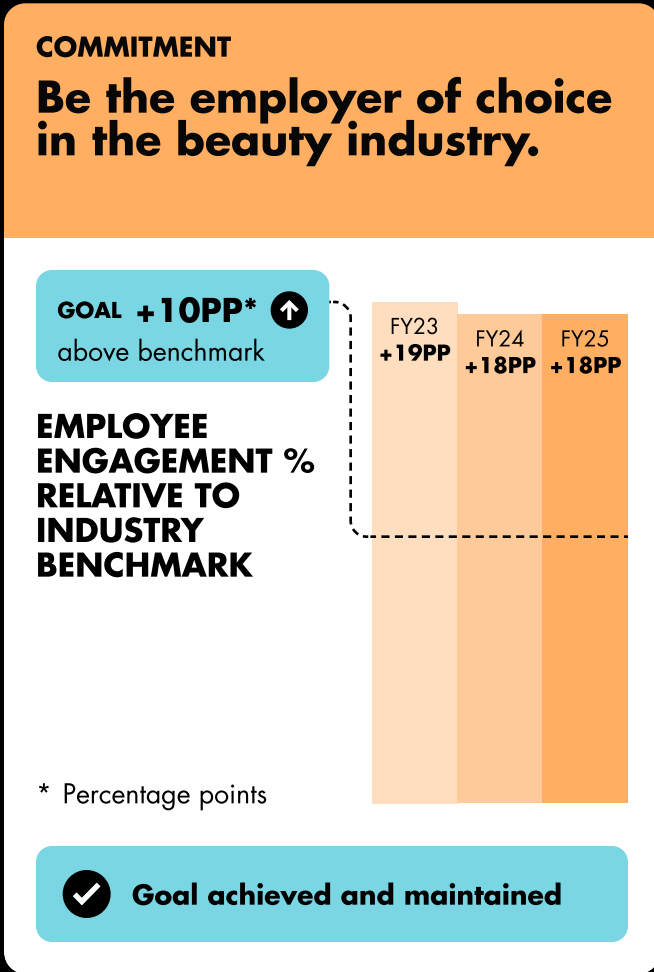 COMMITMENT
Be the employer of choice
in the beauty industry.
GOAL +10PP*
above benchmark
EMPLOYEE
ENGAGEMENT %
RELATIVE TO
INDUSTRY
BENCHMARK
FY23
+19PP
FY24
+18PP
FY25
+18PP
* Percentage points
Goal achieved and maintained